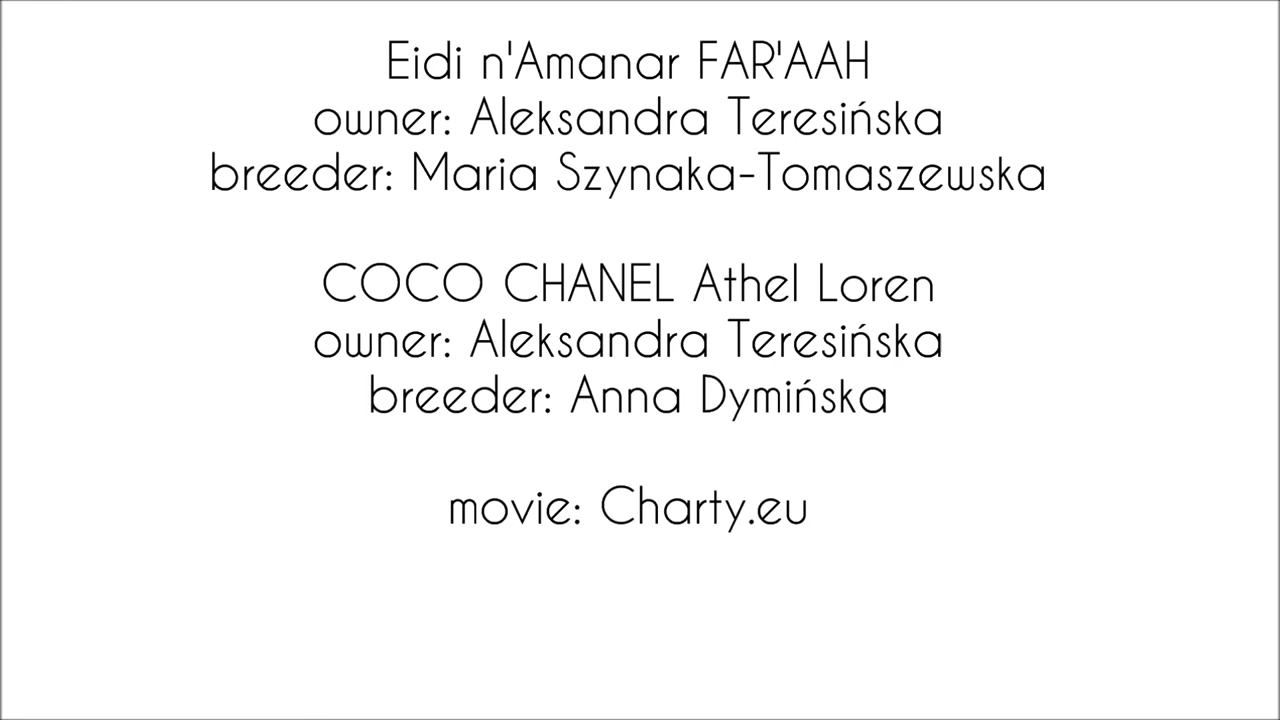 Eidi n'Amanar FAR'AAH
owner: Aleksandra Teresińska
breeder: Maria Szynaka-Tomaszewska
COCO CHANEL Athel Loren
owner: Aleksandra Teresińska
breeder: Anna Dymińska
movie: Charty.eu